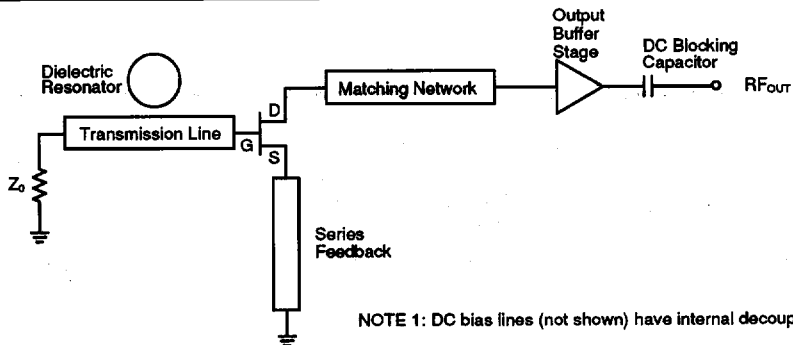 Output
Buffer
Stage
DC Blocking
Capacitor
RFOUT
Dielectric
Resonator
Matching Network
Transmission Line
D
G
S
Z0
Series
Feedback
NOTE 1: DC bias lines (not shown) have internal decoup